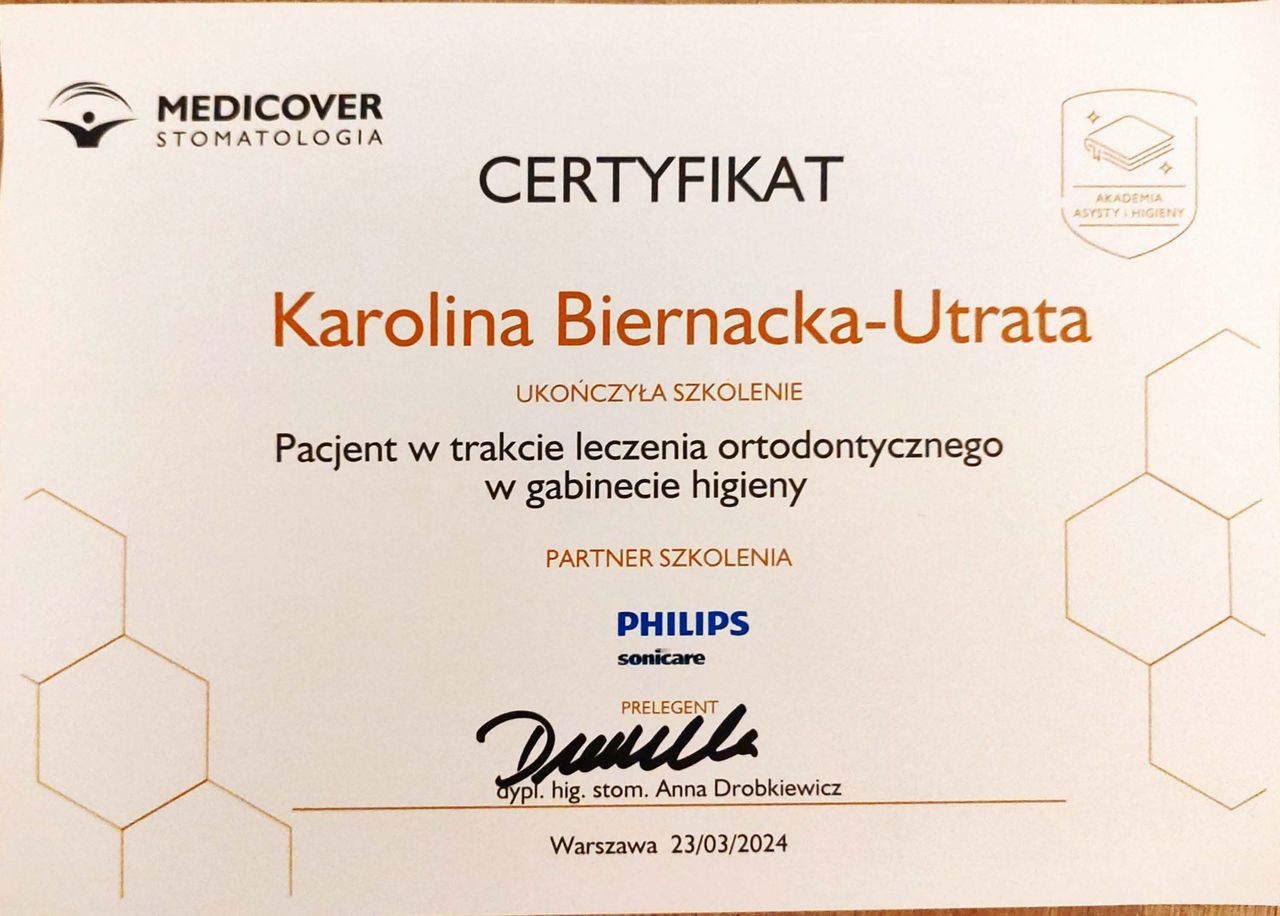 MEDICOVER
STOMATOLOGIA
CERTYFIKAT
AKADEMIA
ASYSTY I HIGIENY
Karolina Biernacka-Utrata
UKOŃCZYŁA SZKOLENIE
Pacjent w trakcie leczenia ortodontycznego
w gabinecie higieny
PARTNER SZKOLENIA
PHILIPS
sonicare
PRELEGENT
dypl. hig. stom. Anna Drobkiewicz
Warszawa 23/03/2024